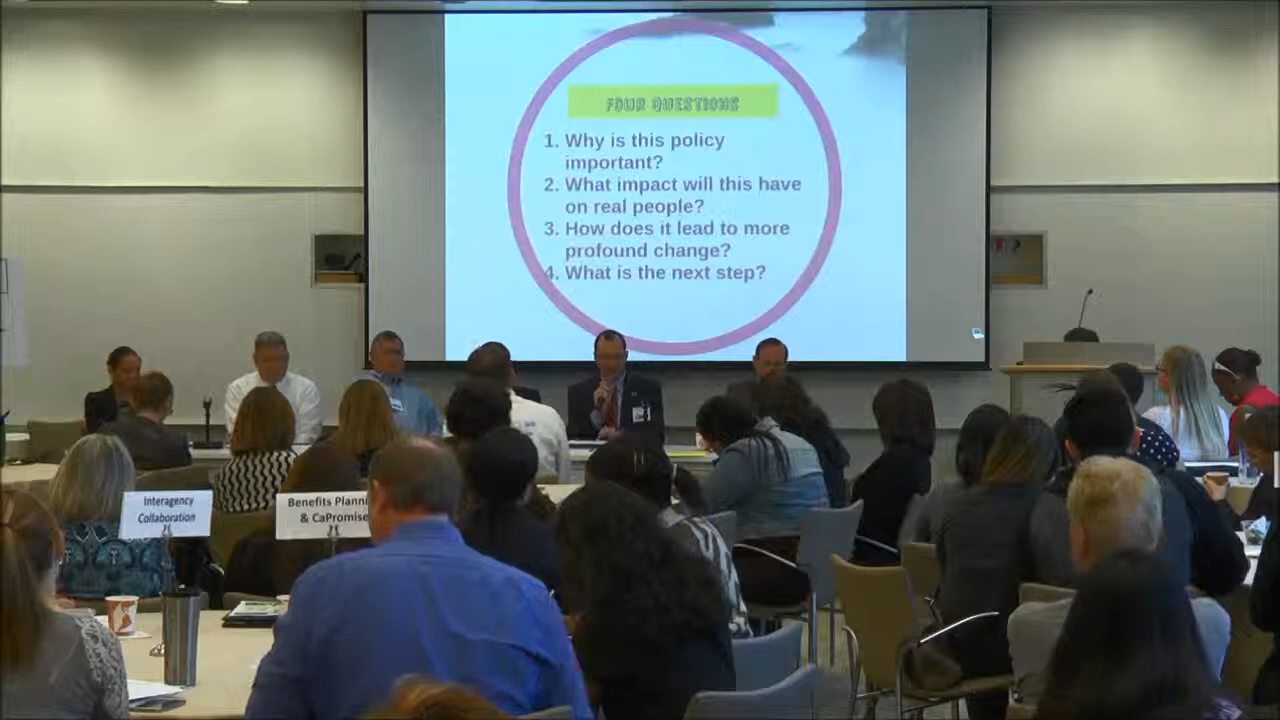 FOUR QUESTIONS
1. Why is this policy
important?
2. What impact will this have
on real people?
3. How does it lead to more
profound change?
4. What is the next step?
Interagency
Collaboration
Benefits Planni
& CaPromise